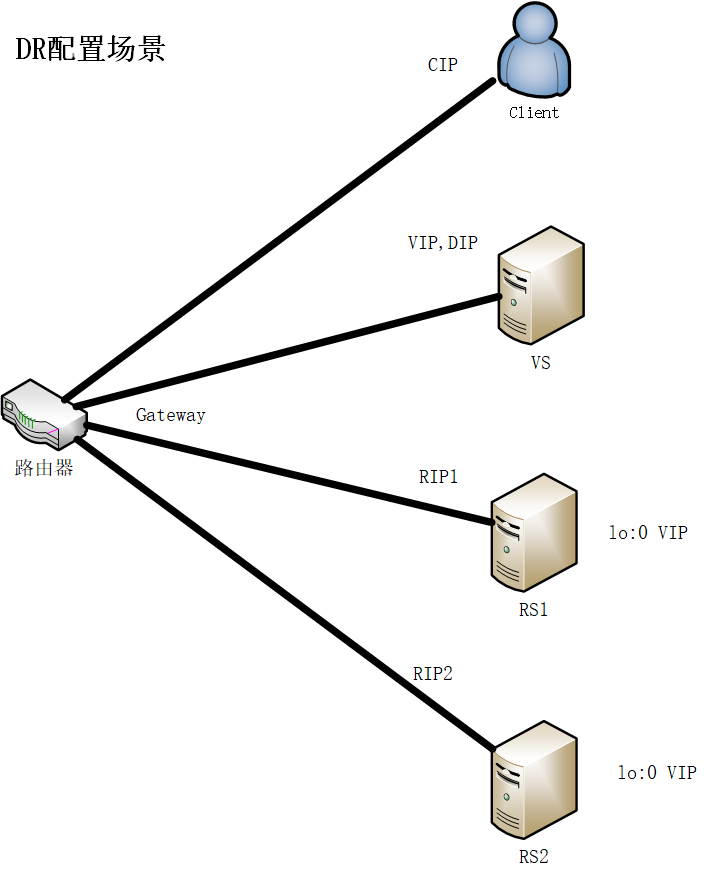 DR配置场景
CIP
Client
VIP,DIP
VS
Gateway
路由器
RIP1
lo:0 VIP
RS1
RIP2
lo:0 VIP
RS2